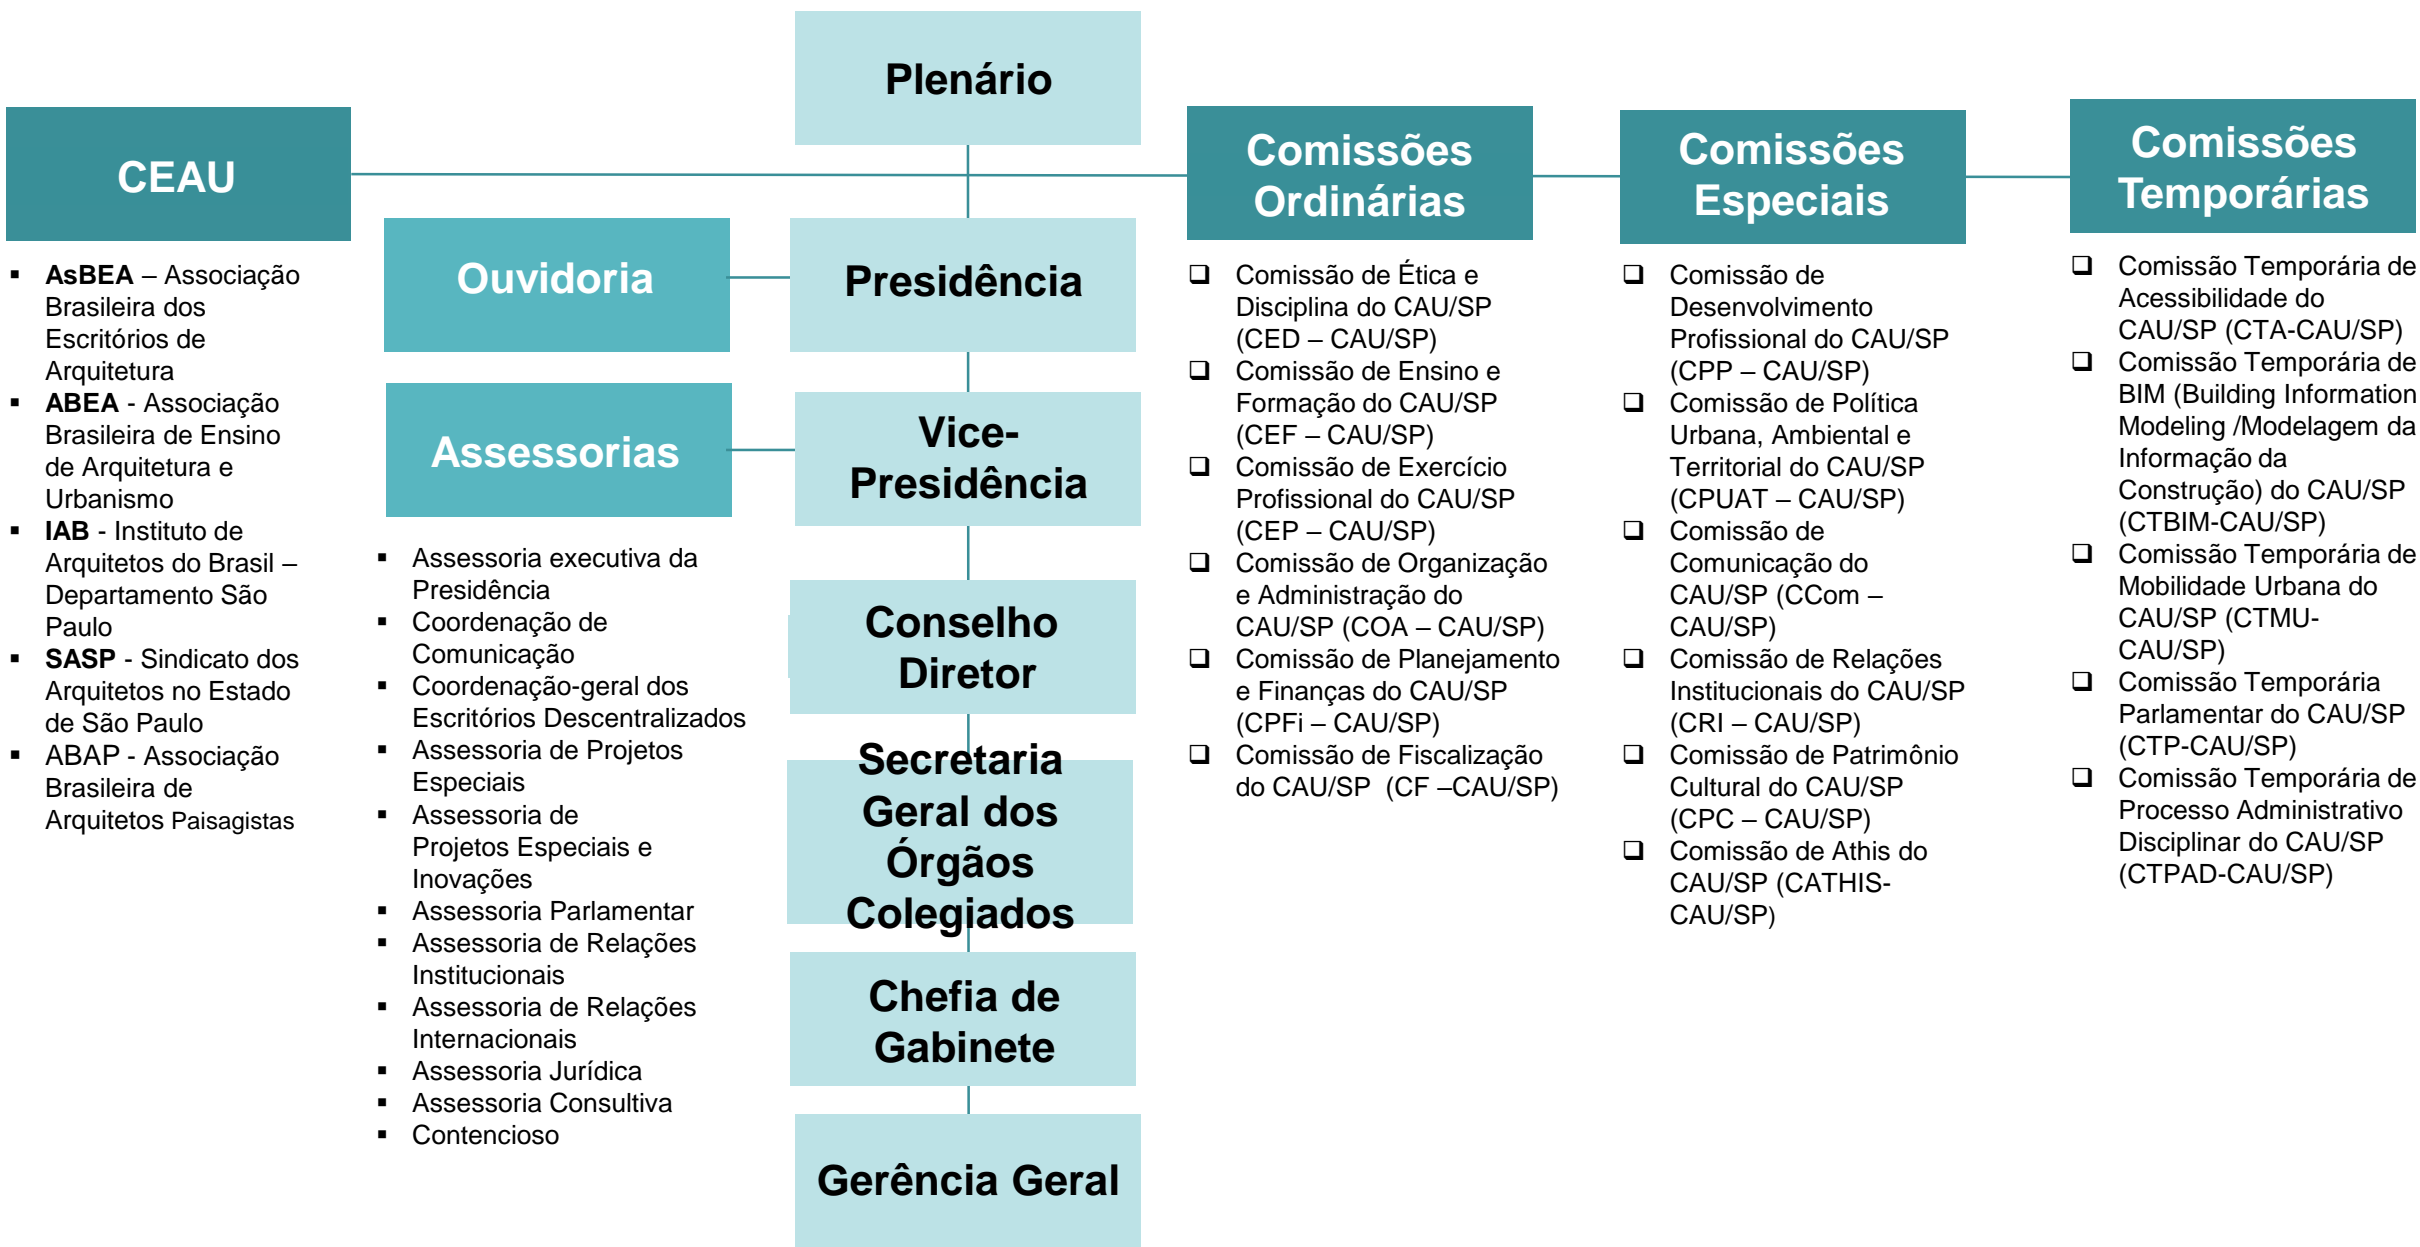 Plenário
CEAU
AsBEA – Associação
Brasileira dos
Escritórios de
Arquitetura
ABEA - Associação
Brasileira de Ensino
de Arquitetura e
Urbanismo
IAB - Instituto de
Arquitetos do Brasil –
Departamento São
Paulo
SASP - Sindicato dos
Arquitetos no Estado
de São Paulo
ABAP - Associação
Brasileira de
Arquitetos Paisagistas
Ouvidoria
Assessorias
Assessoria executiva da
Presidência
Coordenação de
Comunicação
Coordenação-geral dos
Escritórios Descentralizados
Assessoria de Projetos
Especiais
Assessoria de
Projetos Especiais e
Inovações
Assessoria Parlamentar
Assessoria de Relações
Institucionais
Assessoria de Relações
Internacionais
Assessoria Jurídica
Assessoria Consultiva
Contencioso
Presidência
Vice-
Presidência
Conselho
Diretor
Secretaria
Geral dos
Órgãos
Colegiados
Chefia de
Gabinete
Gerência Geral
Comissões
Ordinárias
Comissão de Ética e
Disciplina do CAU/SP
(CED – CAU/SP)
Comissão de Ensino e
Formação do CAU/SP
(CEF – CAU/SP)
Comissão de Exercício
Profissional do CAU/SP
(CEP – CAU/SP)
Comissão de Organização
e Administração do
CAU/SP (COA – CAU/SP)
Comissão de Planejamento
e Finanças do CAU/SP
(CPFi – CAU/SP)
Comissão de Fiscalização
do CAU/SP (CF –CAU/SP)
Comissões
Especiais
Comissão de
Desenvolvimento
Profissional do CAU/SP
(CPP – CAU/SP)
Comissão de Política
Urbana, Ambiental e
Territorial do CAU/SP
(CPUAT – CAU/SP)
Comissão de
Comunicação do
CAU/SP (CCom –
CAU/SP)
Comissão de Relações
Institucionais do CAU/SP
(CRI – CAU/SP)
Comissão de Patrimônio
Cultural do CAU/SP
(CPC – CAU/SP)
Comissão de Athis do
CAU/SP (CATHIS-
CAU/SP)
Comissões
Temporárias
Comissão Temporária de
Acessibilidade do
CAU/SP (CTA-CAU/SP)
Comissão Temporária de
BIM (Building Information
Modeling /Modelagem da
Informação da
Construção) do CAU/SP
(CTBIM-CAU/SP)
Comissão Temporária de
Mobilidade Urbana do
CAU/SP (CTMU-
CAU/SP)
Comissão Temporária
Parlamentar do CAU/SP
(CTP-CAU/SP)
Comissão Temporária de
Processo Administrativo
Disciplinar do CAU/SP
(CTPAD-CAU/SP)